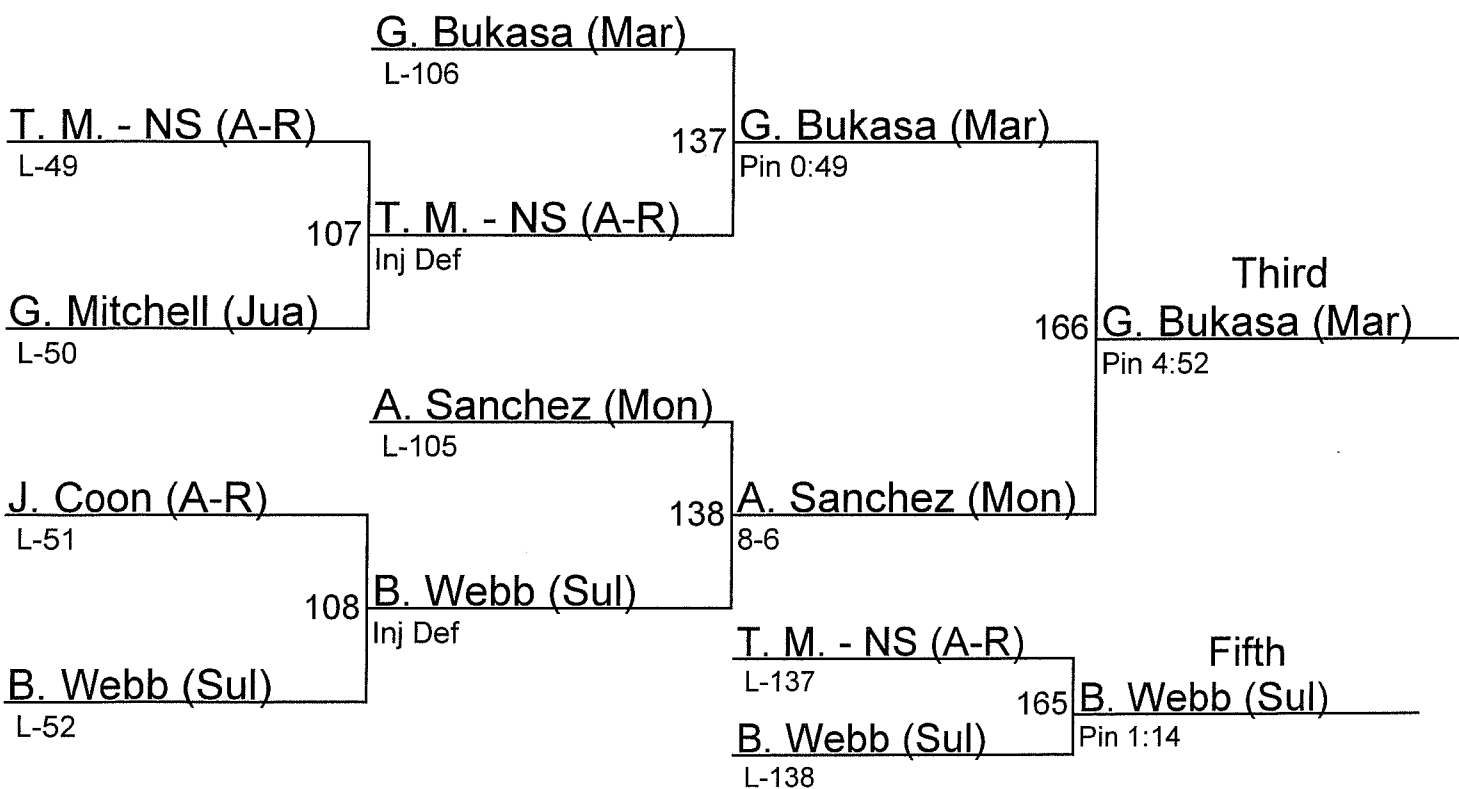 G. Bukasa (Mar)
L-106
T. M. - NS (A-R)
L-49
137
G. Bukasa (Mar)
Pin 0:49
107
T. M. - NS (A-R)
Inj Def
G. Mitchell (Jua)
L-50
Third
166
G. Bukasa (Mar)
Pin 4:52
A. Sanchez (Mon)
L-105
J. Coon (A-R)
L-51
138
A. Sanchez (Mon)
8-6
108
B. Webb (Sul)
Inj Def
B. Webb (Sul)
L-52
T. M. - NS (A-R)
L-137
Fifth
165
B. Webb (Sul)
Pin 1:14
B. Webb (Sul)
L-138